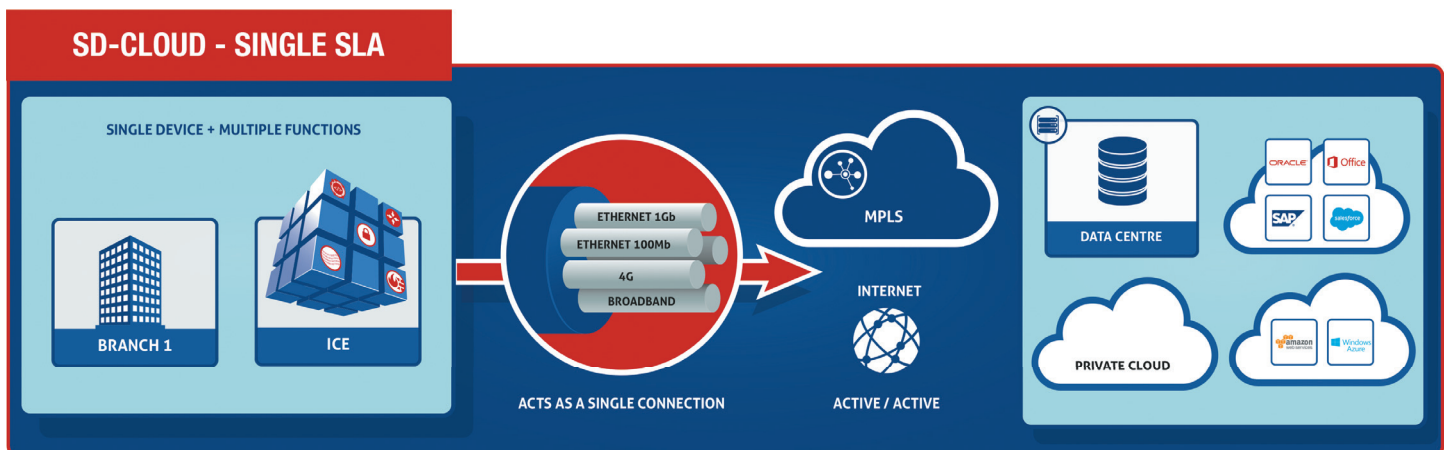 SD-CLOUD - SINGLE SLA
SINGLE DEVICE + MULTIPLE FUNCTIONS
BRANCH 1
ICE
ETHERNET 1Gb
ETHERNET 100Mb
4G
BROADBAND
ACTS AS A SINGLE CONNECTION
MPLS
INTERNET
ACTIVE / ACTIVE
DATA CENTRE
ORACLE
Office
SAP
salesforce
PRIVATE CLOUD
amazon
web services
Windows
Azure